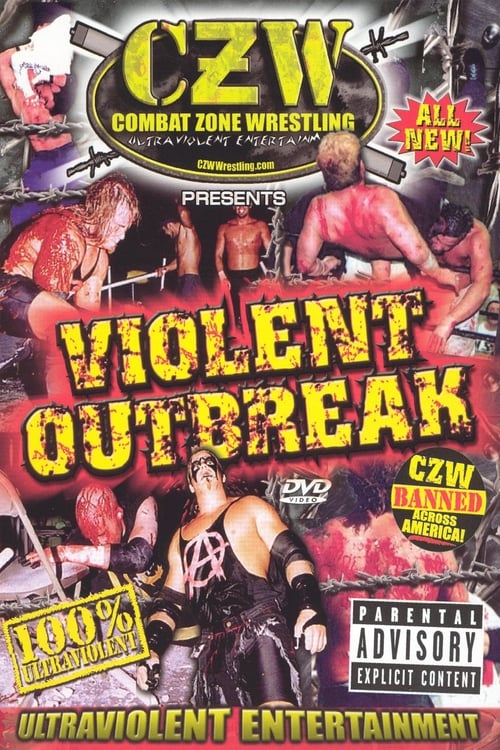 CZW
COMBAT ZONE WRESTLING
ULTRAVIOLENT ENTERTAINM
CZWWrestling.com
ALL
NEW!
PRESENTS
VIOLENT
OUTBREAK
DVD
VIDEO
CZW
BANNED
ACROSS
AMERICA!
100%
ULTRAVIOLENT
PARENTAL
ADVISORY
EXPLICIT CONTENT
ULTRAVIOLENT ENTERTAINMENT